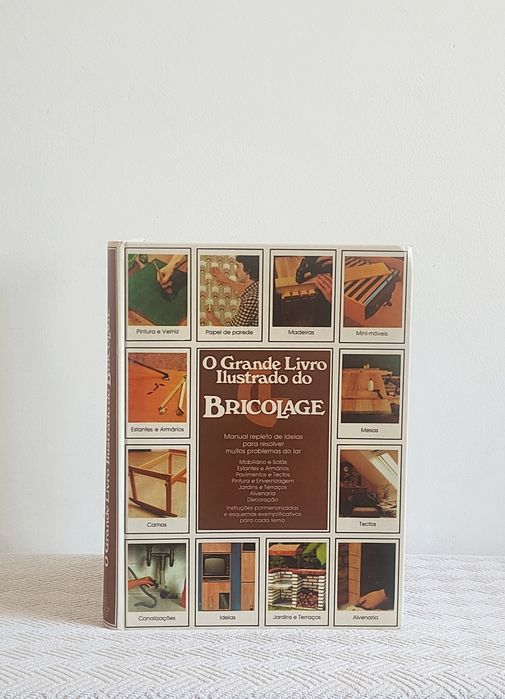 Pintura e Verniz
Papel de parede
Madeiras
Mini-móveis
Estantes e Armários
O Grande Livro
Ilustrado do
BRICOLAGE
Manual repleto de ideias
para resolver
muitos problemas do lar
Mobiliário e Sofás
Estantes e Armários
Pavimentos e Tectos
Pintura e Envernizagem
Jardins e Terraços
Alvenaria
Decoração
Instruções pormenorizadas
e esquemas exemplificativos
para cada tema
Mesas
Camas
Tectos
Canalizações
Ideias
Jardins e Terraços
Alvenaria
O Grande Livro Ilustrado do Bricolage